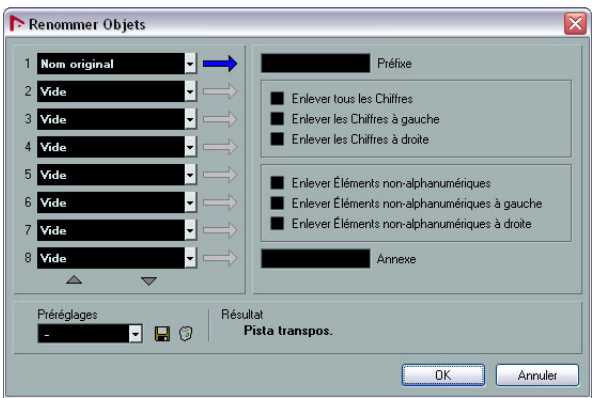 Renommer Objets
1 Nom original
2 Vide
3 Vide
4 Vide
5 Vide
6 Vide
7 Vide
8 Vide
Préfixe
Enlever tous les Chiffres
Enlever les Chiffres à gauche
Enlever les Chiffres à droite
Enlever Éléments non-alphanumériques
Enlever Éléments non-alphanumériques à gauche
Enlever Éléments non-alphanumériques à droite
Annexe
Préréglages
-
Résultat
Pista transpos.
OK
Annuler